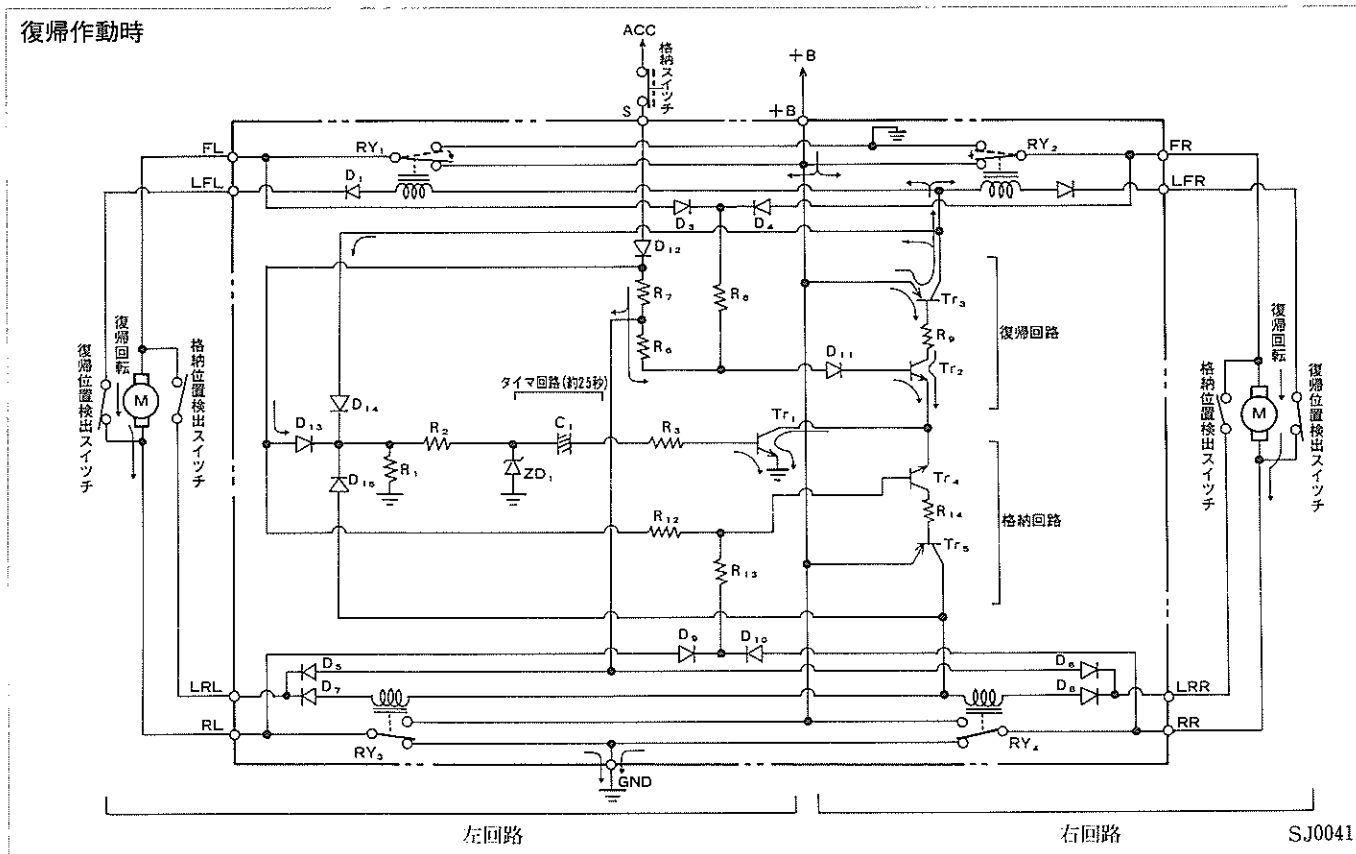 復帰作動時
ACC
格納スイッチ
+B
S
+B
FL
RY₁
RY₂
FR
LFL
D₁
LFR
D₃
D₄
D₁₂
R₇
R₈
Tr₃
復帰回路
R₆
R₉
D₁₁
Tr₂
復帰位置検出スイッチ
復帰回転
M
格納位置検出スイッチ
タイマ回路(約25秒)
D₁₄
D₁₃
R₂
C₁
R₃
Tr₁
R₁
ZD₁
D₁₅
Tr₄
R₁₄
格納回路
R₁₂
Tr₅
R₁₃
格納位置検出スイッチ
復帰回転
M
復帰位置検出スイッチ
D₉
D₁₀
D₅
D₆
LRL
D₇
D₈
LRR
RL
RR
RY₃
RY₄
GND
左回路
右回路
SJ0041